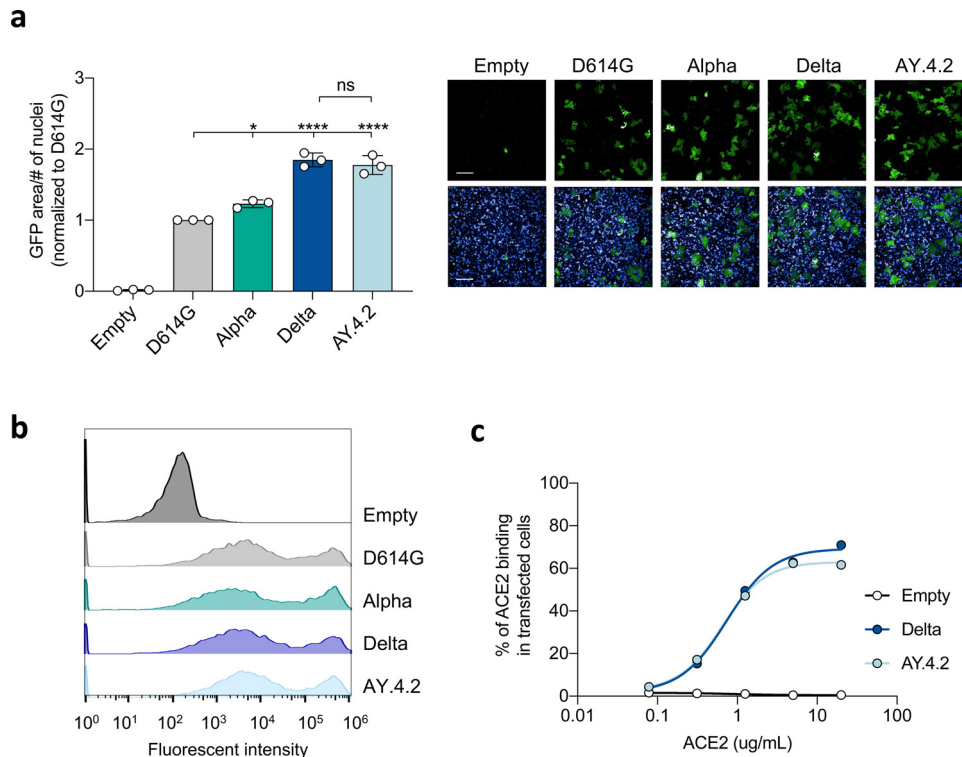 a
GFP area/# of nuclei
(normalized to D614G)
3
2
1
0
ns
* **** ****
Empty
D614G
Alpha
Delta
AY.4.2
Empty D614G Alpha Delta AY.4.2
b
Empty
D614G
Alpha
Delta
AY.4.2
10⁰ 10¹ 10² 10³ 10⁴ 10⁵ 10⁶
Fluorescent intensity
c
% of ACE2 binding
in transfected cells
100
80
60
40
20
0
0.01 0.1 1 10 100
ACE2 (ug/mL)
Empty
Delta
AY.4.2